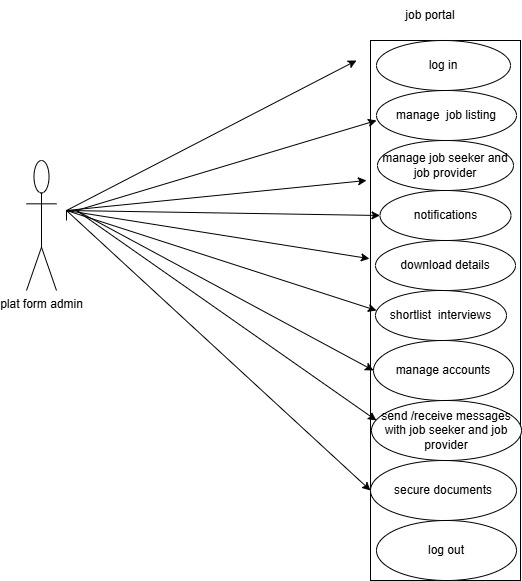 job portal
log in
manage job listing
manage job seeker and
job provider
notifications
download details
plat form admin
shortlist interviews
manage accounts
send /receive messages
with job seeker and job
provider
secure documents
log out